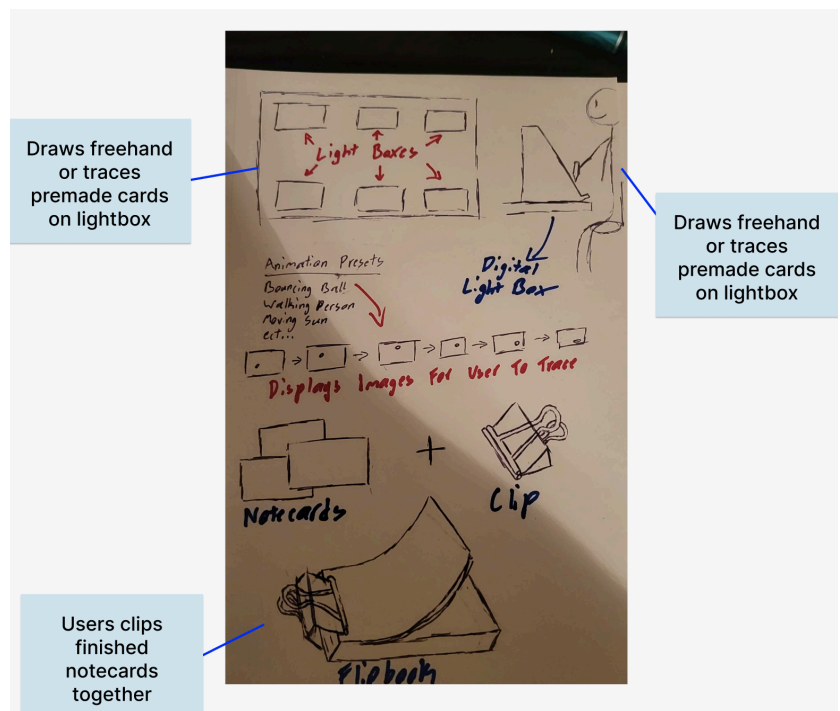 Draws freehand
or traces
premade cards
on lightbox
Light Boxes
Draws freehand
or traces
premade cards
on lightbox
Digital
Light Box
Animation Presets
Bouncing Ball
Walking Person
Moving Sun
ect...
Displays Images For User To Trace
Notecards
+
Clip
Users clips
finished
notecards
together
Flipbook